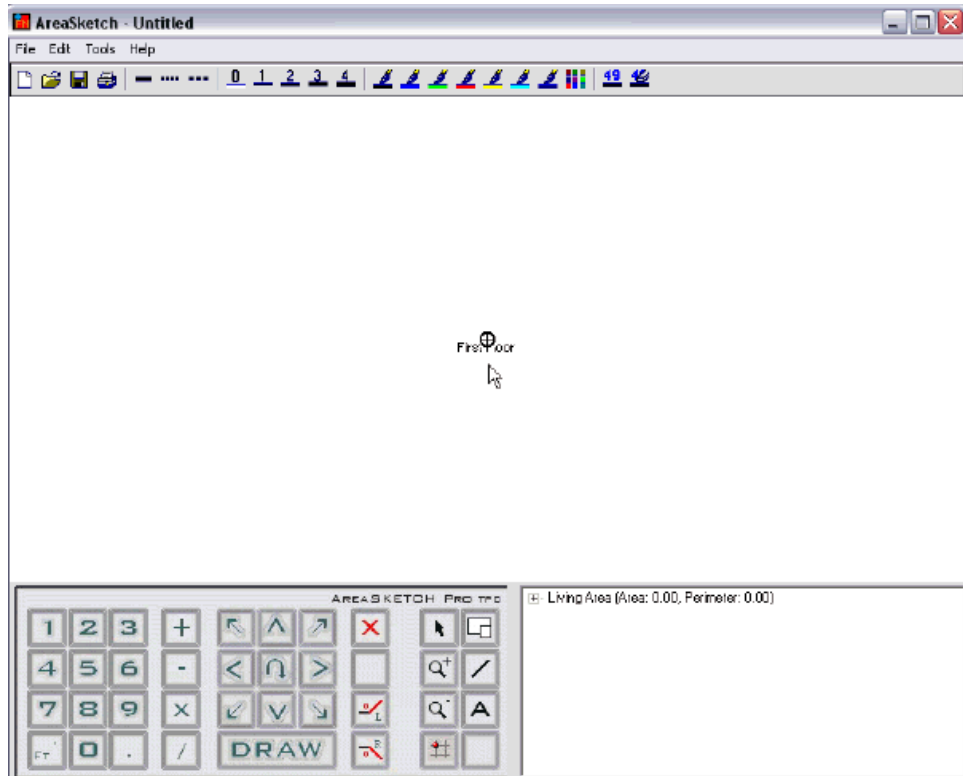 AreaSketch - Untitled
File Edit Tools Help
0 1 2 3 4 49
First Floor
AREASKETCH PRO
Living Area (Area: 0.00, Perimeter: 0.00)
1 2 3 +
4 5 6 -
7 8 9 X L
FT 0 . / DRAW R A